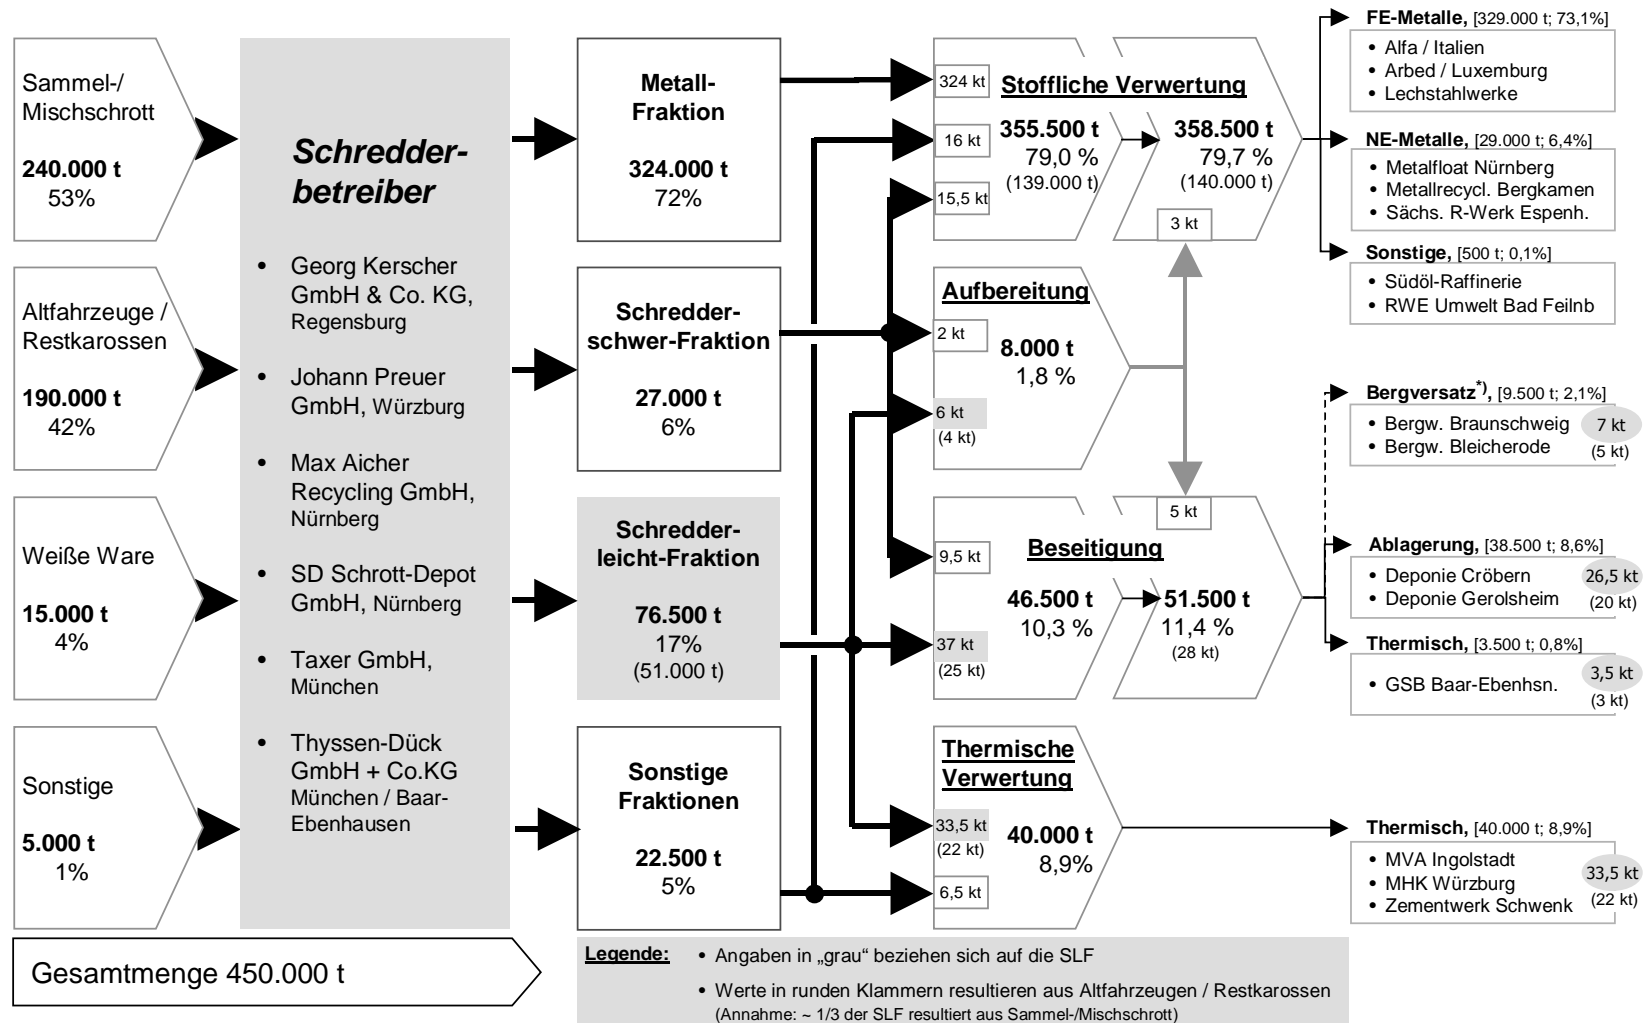 Sammel-/
Mischschrott
240.000 t
53%
Altfahrzeuge /
Restkarossen
190.000 t
42%
Weiße Ware
15.000 t
4%
Sonstige
5.000 t
1%
Gesamtmenge 450.000 t
Schredder-
betreiber
• Georg Kerscher
GmbH & Co. KG,
Regensburg
• Johann Preuer
GmbH, Würzburg
• Max Aicher
Recycling GmbH,
Nürnberg
• SD Schrott-Depot
GmbH, Nürnberg
• Taxer GmbH,
München
• Thyssen-Dück
GmbH + Co.KG
München / Baar-
Ebenhausen
Metall-
Fraktion
324.000 t
72%
Schredder-
schwer-Fraktion
27.000 t
6%
Schredder-
leicht-Fraktion
76.500 t
17%
(51.000 t)
Sonstige
Fraktionen
22.500 t
5%
Stoffliche Verwertung
324 kt
16 kt
15,5 kt
355.500 t
79,0 %
(139.000 t)
358.500 t
79,7 %
(140.000 t)
3 kt
Aufbereitung
2 kt
8.000 t
1,8 %
6 kt
(4 kt)
5 kt
Beseitigung
9,5 kt
46.500 t
10,3 %
51.500 t
11,4 %
(28 kt)
37 kt
(25 kt)
Thermische
Verwertung
33,5 kt
(22 kt)
40.000 t
8,9%
6,5 kt
FE-Metalle, [329.000 t; 73,1%]
• Alfa / Italien
• Arbed / Luxemburg
• Lechstahlwerke
NE-Metalle, [29.000 t; 6,4%]
• Metalfloat Nürnberg
• Metallrecycl. Bergkamen
• Sächs. R-Werk Espenh.
Sonstige, [500 t; 0,1%]
• Südöl-Raffinerie
• RWE Umwelt Bad Feilnb
Bergversatz*), [9.500 t; 2,1%]
• Bergw. Braunschweig
• Bergw. Bleicherode
7 kt
(5 kt)
Ablagerung, [38.500 t; 8,6%]
• Deponie Cröbern
• Deponie Gerolsheim
26,5 kt
(20 kt)
Thermisch, [3.500 t; 0,8%]
• GSB Baar-Ebenhsn.
3,5 kt
(3 kt)
Thermisch, [40.000 t; 8,9%]
• MVA Ingolstadt
• MHK Würzburg
• Zementwerk Schwenk
33,5 kt
(22 kt)
Legende: • Angaben in „grau“ beziehen sich auf die SLF
• Werte in runden Klammern resultieren aus Altfahrzeugen / Restkarossen
(Annahme: ~ 1/3 der SLF resultiert aus Sammel-/Mischschrott)